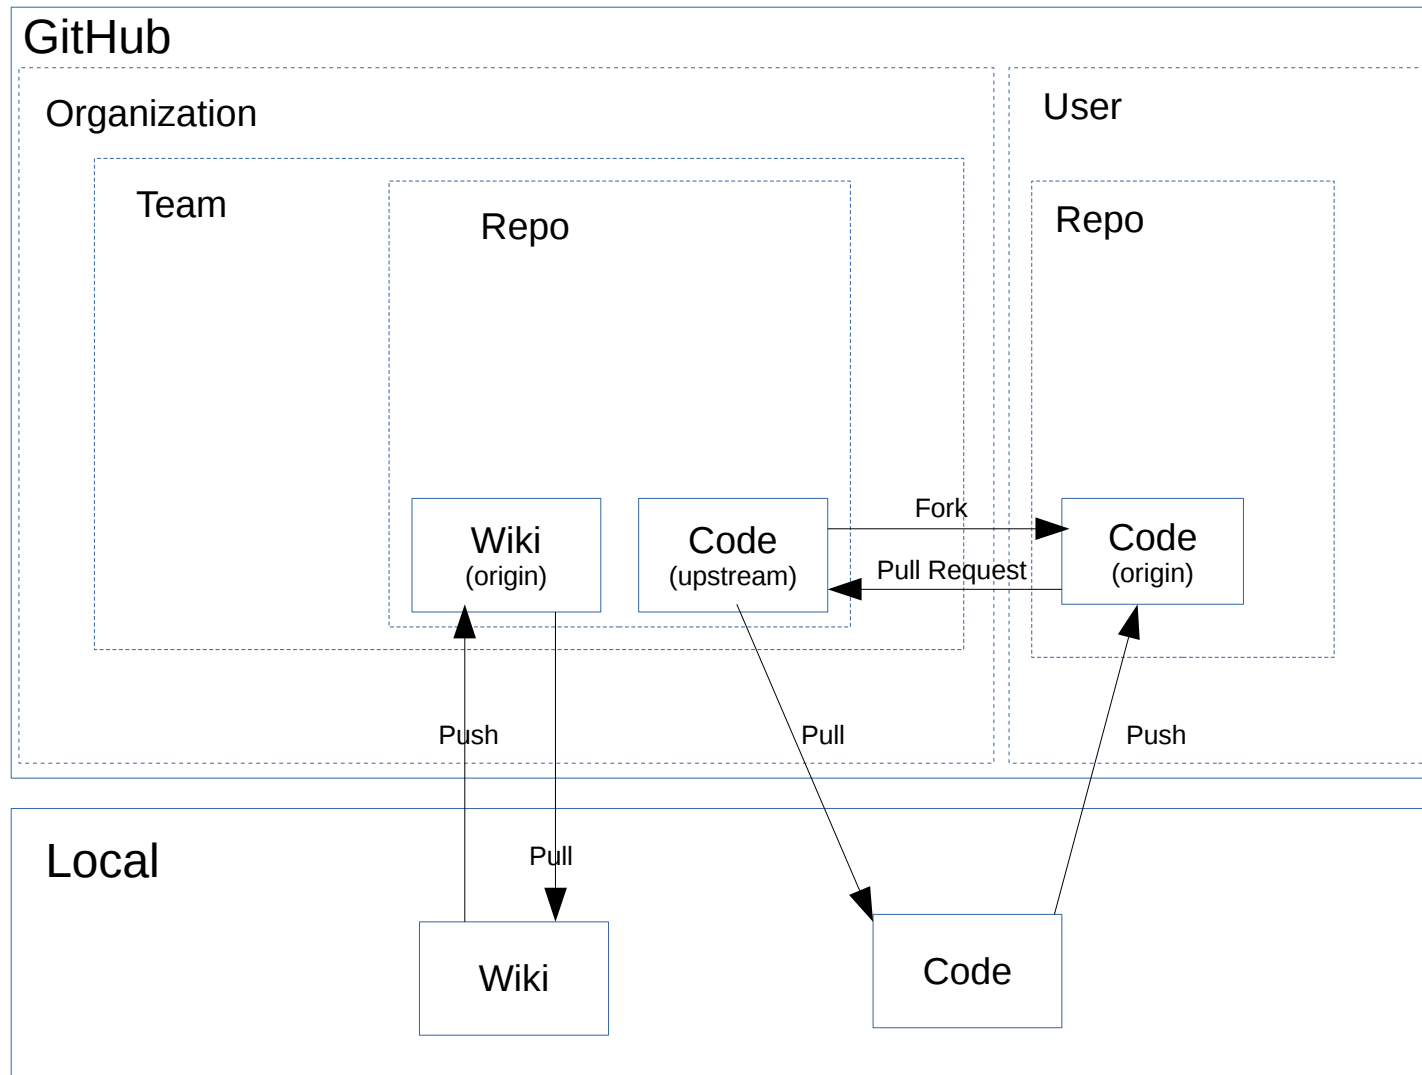 GitHub
Organization
User
Team
Repo
Repo
Fork
Wiki
(origin)
Code
(upstream)
Code
(origin)
Pull Request
Push
Pull
Push
Local
Pull
Wiki
Code